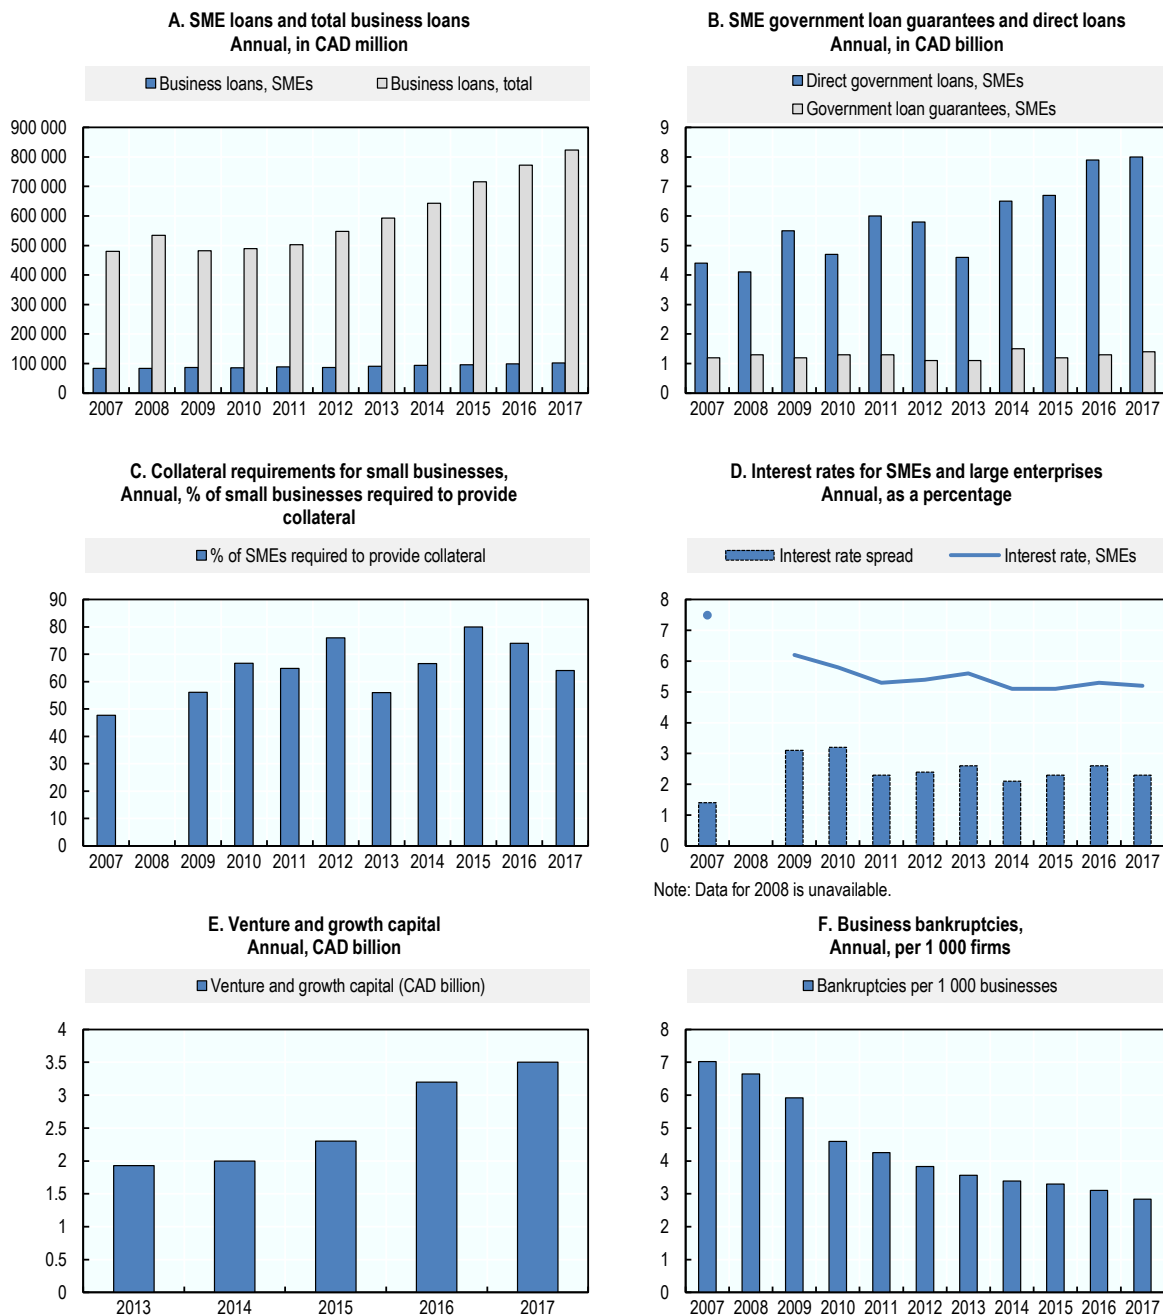 A. SME loans and total business loans
Annual, in CAD million
Business loans, SMEs Business loans, total
900 000
800 000
700 000
600 000
500 000
400 000
300 000
200 000
100 000
0
2007 2008 2009 2010 2011 2012 2013 2014 2015 2016 2017
B. SME government loan guarantees and direct loans
Annual, in CAD billion
Direct government loans, SMEs
Government loan guarantees, SMEs
9
8
7
6
5
4
3
2
1
0
2007 2008 2009 2010 2011 2012 2013 2014 2015 2016 2017
C. Collateral requirements for small businesses,
Annual, % of small businesses required to provide
collateral
% of SMEs required to provide collateral
90
80
70
60
50
40
30
20
10
0
2007 2008 2009 2010 2011 2012 2013 2014 2015 2016 2017
D. Interest rates for SMEs and large enterprises
Annual, as a percentage
Interest rate spread Interest rate, SMEs
8
7
6
5
4
3
2
1
0
2007 2008 2009 2010 2011 2012 2013 2014 2015 2016 2017
Note: Data for 2008 is unavailable.
E. Venture and growth capital
Annual, CAD billion
Venture and growth capital (CAD billion)
4
3.5
3
2.5
2
1.5
1
0.5
0
2013 2014 2015 2016 2017
F. Business bankruptcies,
Annual, per 1 000 firms
Bankruptcies per 1 000 businesses
8
7
6
5
4
3
2
1
0
2007 2008 2009 2010 2011 2012 2013 2014 2015 2016 2017